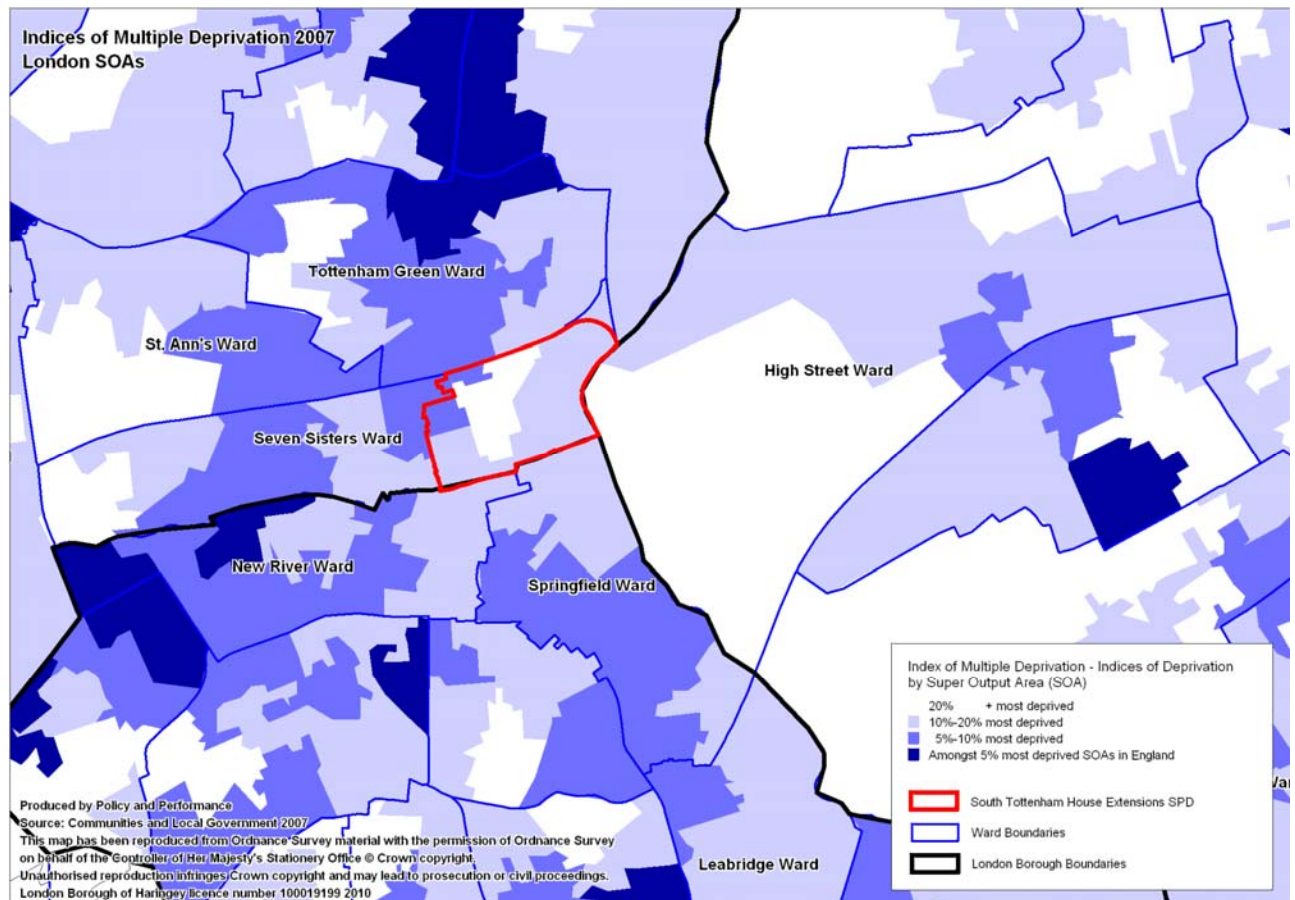 Indices of Multiple Deprivation 2007
London SOAs
Tottenham Green Ward
St. Ann's Ward
High Street Ward
Seven Sisters Ward
New River Ward
Springfield Ward
Leabridge Ward
War
Index of Multiple Deprivation - Indices of Deprivation
by Super Output Area (SOA)
20% + most deprived
10%-20% most deprived
5%-10% most deprived
Amongst 5% most deprived SOAs in England
South Tottenham House Extensions SPD
Ward Boundaries
London Borough Boundaries
Produced by Policy and Performance
Source: Communities and Local Government 2007
This map has been reproduced from Ordnance Survey material with the permission of Ordnance Survey
on behalf of the Controller of Her Majesty's Stationery Office © Crown copyright.
Unauthorised reproduction infringes Crown copyright and may lead to prosecution or civil proceedings.
London Borough of Haringey licence number 100019199 2010